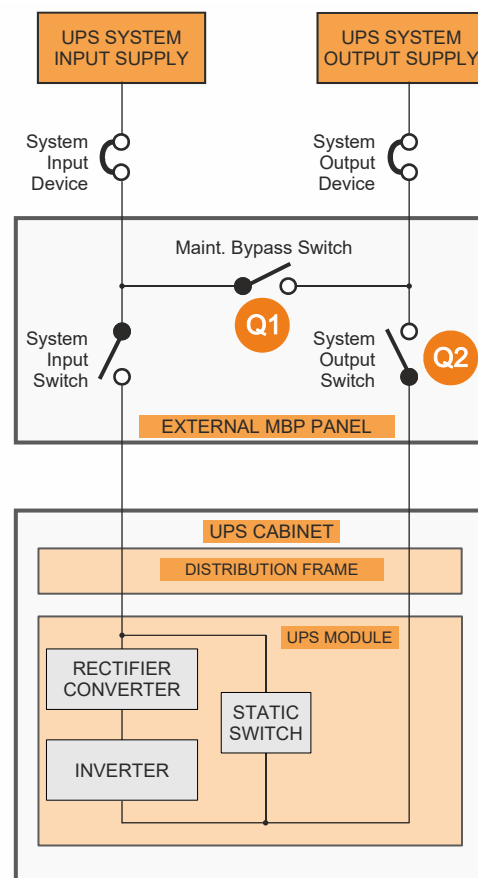 UPS SYSTEM
INPUT SUPPLY
UPS SYSTEM
OUTPUT SUPPLY
System
Input
Device
System
Output
Device
Maint. Bypass Switch
Q1
System
Input
Switch
System
Output
Switch
Q2
EXTERNAL MBP PANEL
UPS CABINET
DISTRIBUTION FRAME
UPS MODULE
RECTIFIER
CONVERTER
STATIC
SWITCH
INVERTER